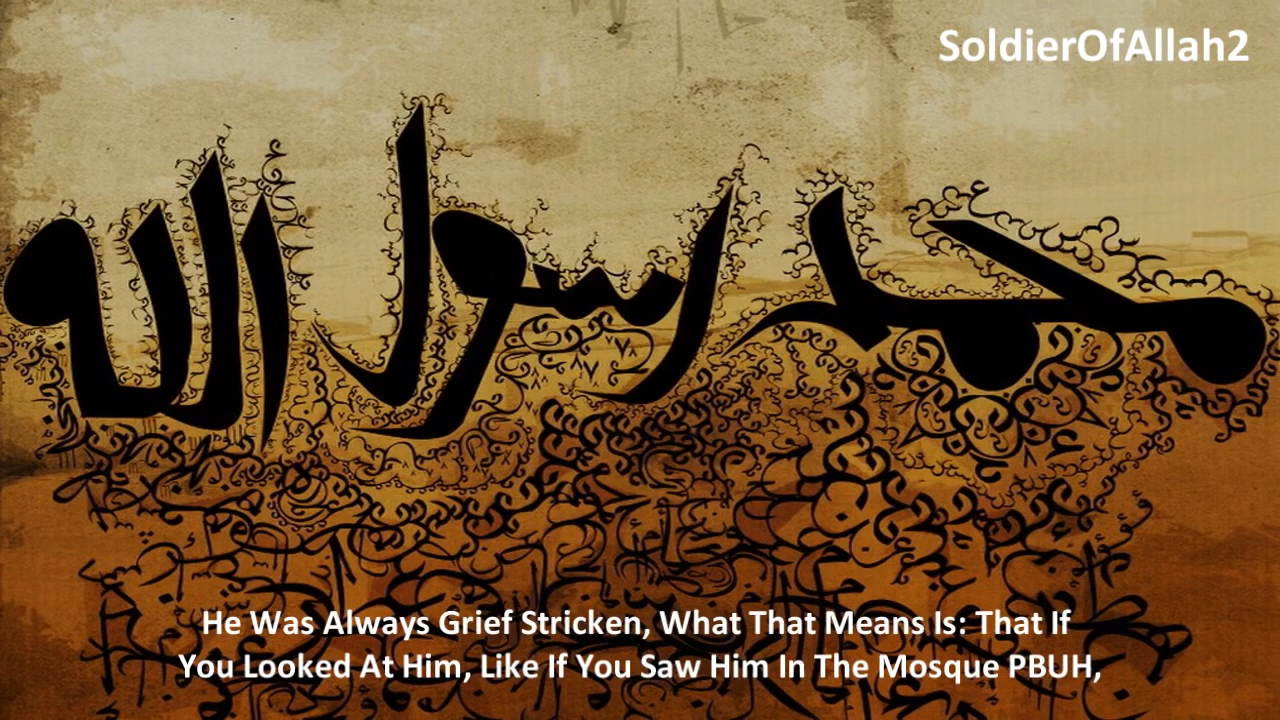 SoldierOfAllah2
محمد رسول الله
He Was Always Grief Stricken, What That Means Is: That If
You Looked At Him, Like If You Saw Him In The Mosque PBUH,